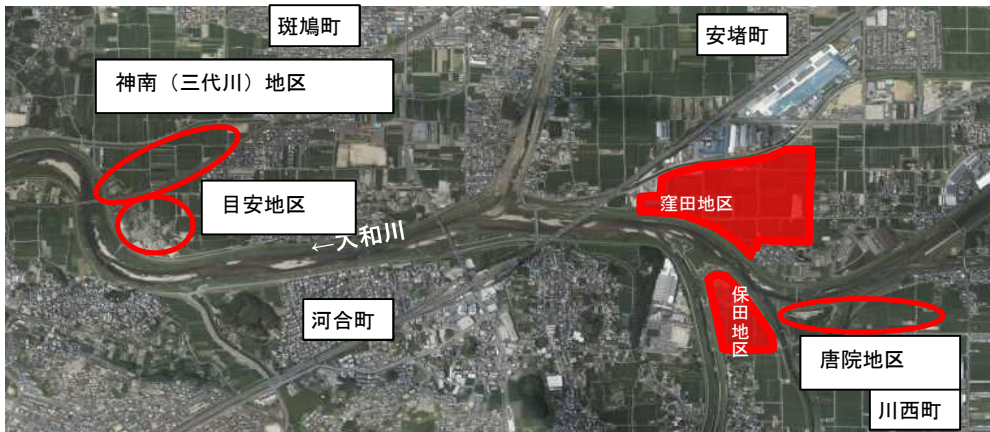 斑鳩町
安堵町
神南（三代川）地区
目安地区
窪田地区
←大和川
保田地区
河合町
唐院地区
川西町